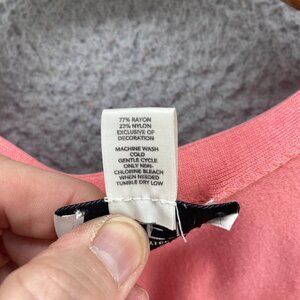 77% RAYON
23% NYLON
EXCLUSIVE OF
DECORATION
MACHINE WASH
COLD
GENTLE CYCLE
ONLY NON-
CHLORINE BLEACH
WHEN NEEDED
TUMBLE DRY LOW